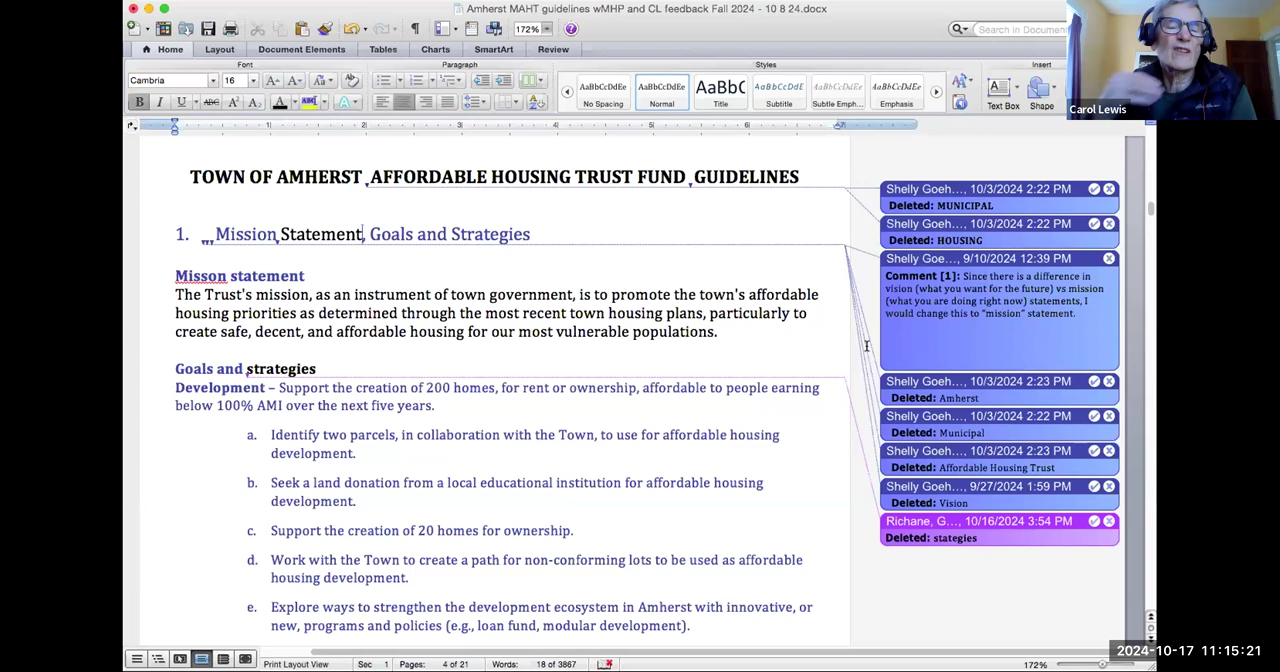 Amherst MAHT guidelines wMHP and CL feedback Fall 2024 - 10 8 24.docx
172%
Search in Document
Home Layout Document Elements Tables Charts SmartArt Review
Font Paragraph Styles Insert
Cambria 16
AaBbCcDdEe AaBbCcDdEe AaBbC AaBbCcDdE AaBbCcDdEe AaBbCcDdEe
No Spacing Normal Title Subtitle Subtle Emph... Emphasis
Text Box Shape
Carol Lewis
1 2 3 4 5 6 7
TOWN OF AMHERST AFFORDABLE HOUSING TRUST FUND GUIDELINES
1. Mission Statement, Goals and Strategies
Misson statement
The Trust's mission, as an instrument of town government, is to promote the town's affordable
housing priorities as determined through the most recent town housing plans, particularly to
create safe, decent, and affordable housing for our most vulnerable populations.
Goals and strategies
Development – Support the creation of 200 homes, for rent or ownership, affordable to people earning
below 100% AMI over the next five years.
a. Identify two parcels, in collaboration with the Town, to use for affordable housing
development.
b. Seek a land donation from a local educational institution for affordable housing
development.
c. Support the creation of 20 homes for ownership.
d. Work with the Town to create a path for non-conforming lots to be used as affordable
housing development.
e. Explore ways to strengthen the development ecosystem in Amherst with innovative, or
new, programs and policies (e.g., loan fund, modular development).
Shelly Goeh..., 10/3/2024 2:22 PM
Deleted: MUNICIPAL
Shelly Goeh..., 10/3/2024 2:22 PM
Deleted: HOUSING
Shelly Goe..., 9/10/2024 12:39 PM
Comment [1]: Since there is a difference in
vision (what you want for the future) vs mission
(what you are doing right now) statements, I
would change this to "mission" statement.
Shelly Goeh..., 10/3/2024 2:23 PM
Deleted: Amherst
Shelly Goeh..., 10/3/2024 2:22 PM
Deleted: Municipal
Shelly Goeh..., 10/3/2024 2:23 PM
Deleted: Affordable Housing Trust
Shelly Goeh..., 9/27/2024 1:59 PM
Deleted: Vision
Richane, G..., 10/16/2024 3:54 PM
Deleted: stategies
Print Layout View Sec 1 Pages: 4 of 21 Words: 18 of 3867 172%
2024-10-17 11:15:21